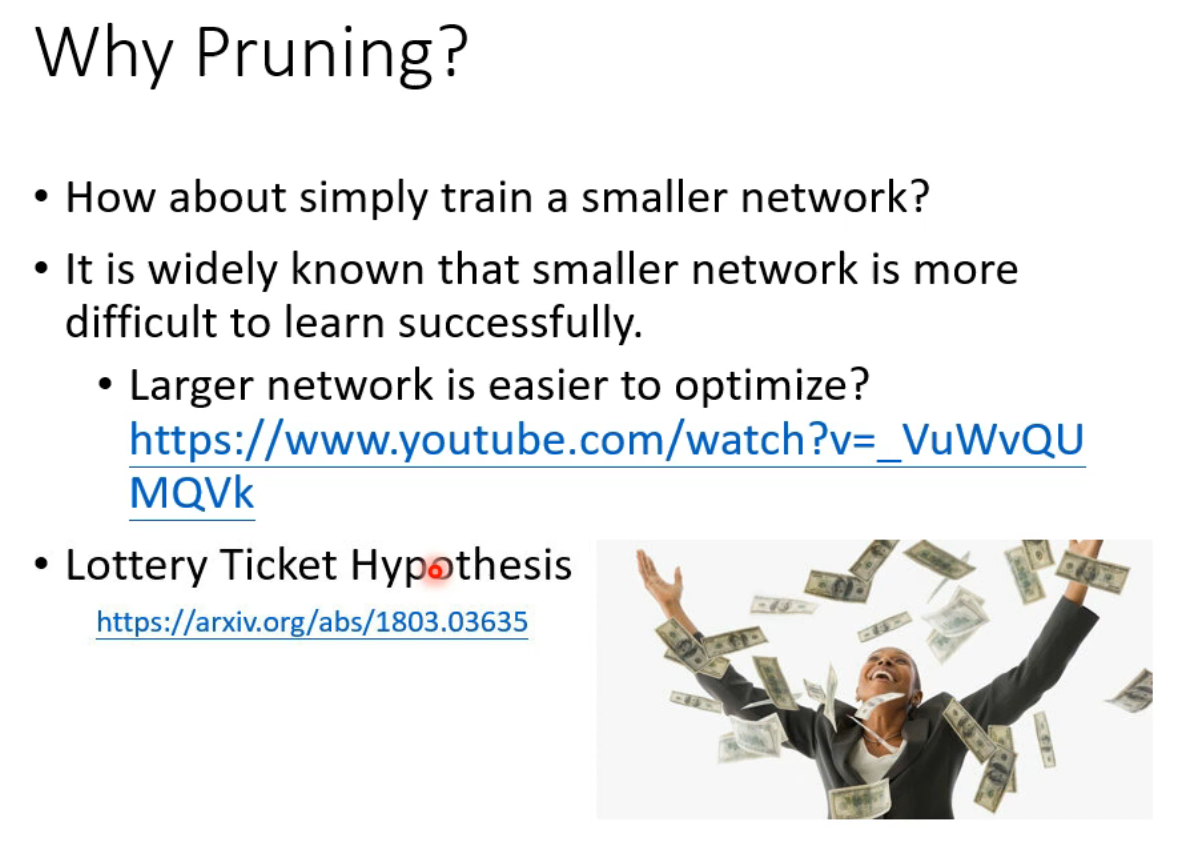 Why Pruning?
• How about simply train a smaller network?
• It is widely known that smaller network is more
difficult to learn successfully.
• Larger network is easier to optimize?
https://www.youtube.com/watch?v=_VuWvQU
MQVk
• Lottery Ticket Hypothesis
https://arxiv.org/abs/1803.03635